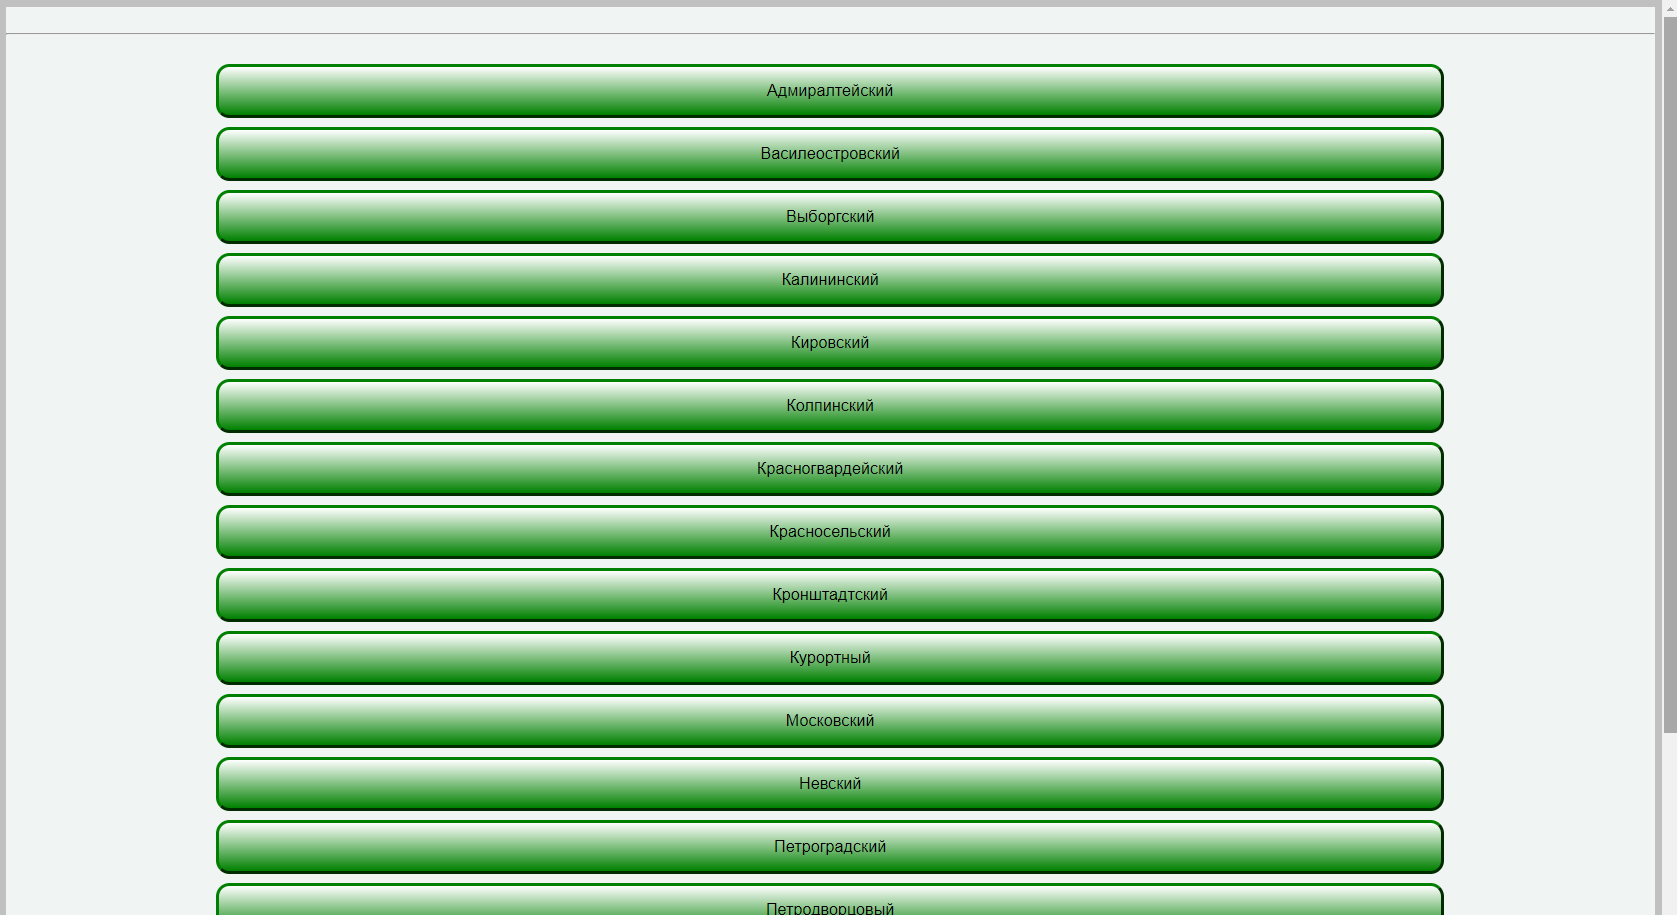 Адмиралтейский
Василеостровский
Выборгский
Калининский
Кировский
Колпинский
Красногвардейский
Красносельский
Кронштадтский
Курортный
Московский
Невский
Петроградский
Петродворцовый